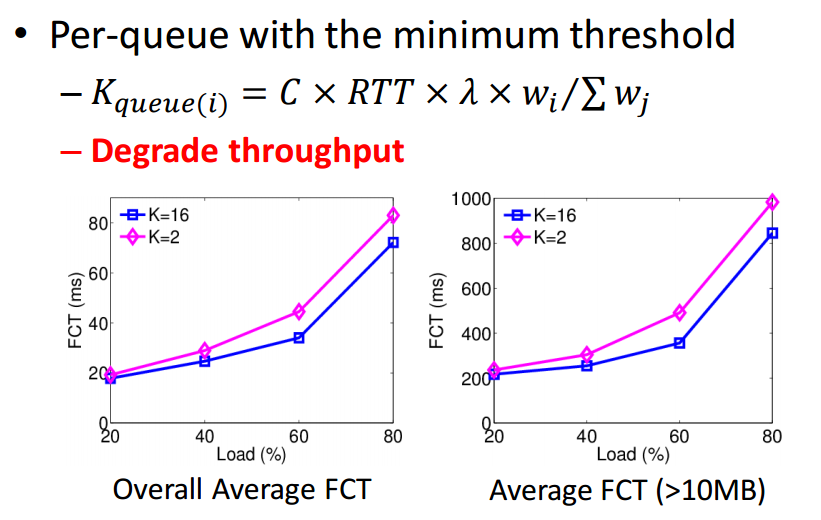 • Per-queue with the minimum threshold
– K_queue(i) = C × RTT × λ × w_i/∑ w_j
– Degrade throughput
K=16
K=2
80
60
40
20
0
FCT (ms)
20 40 60 80
Load (%)
Overall Average FCT
K=16
K=2
1000
800
600
400
200
0
FCT (ms)
20 40 60 80
Load (%)
Average FCT (>10MB)